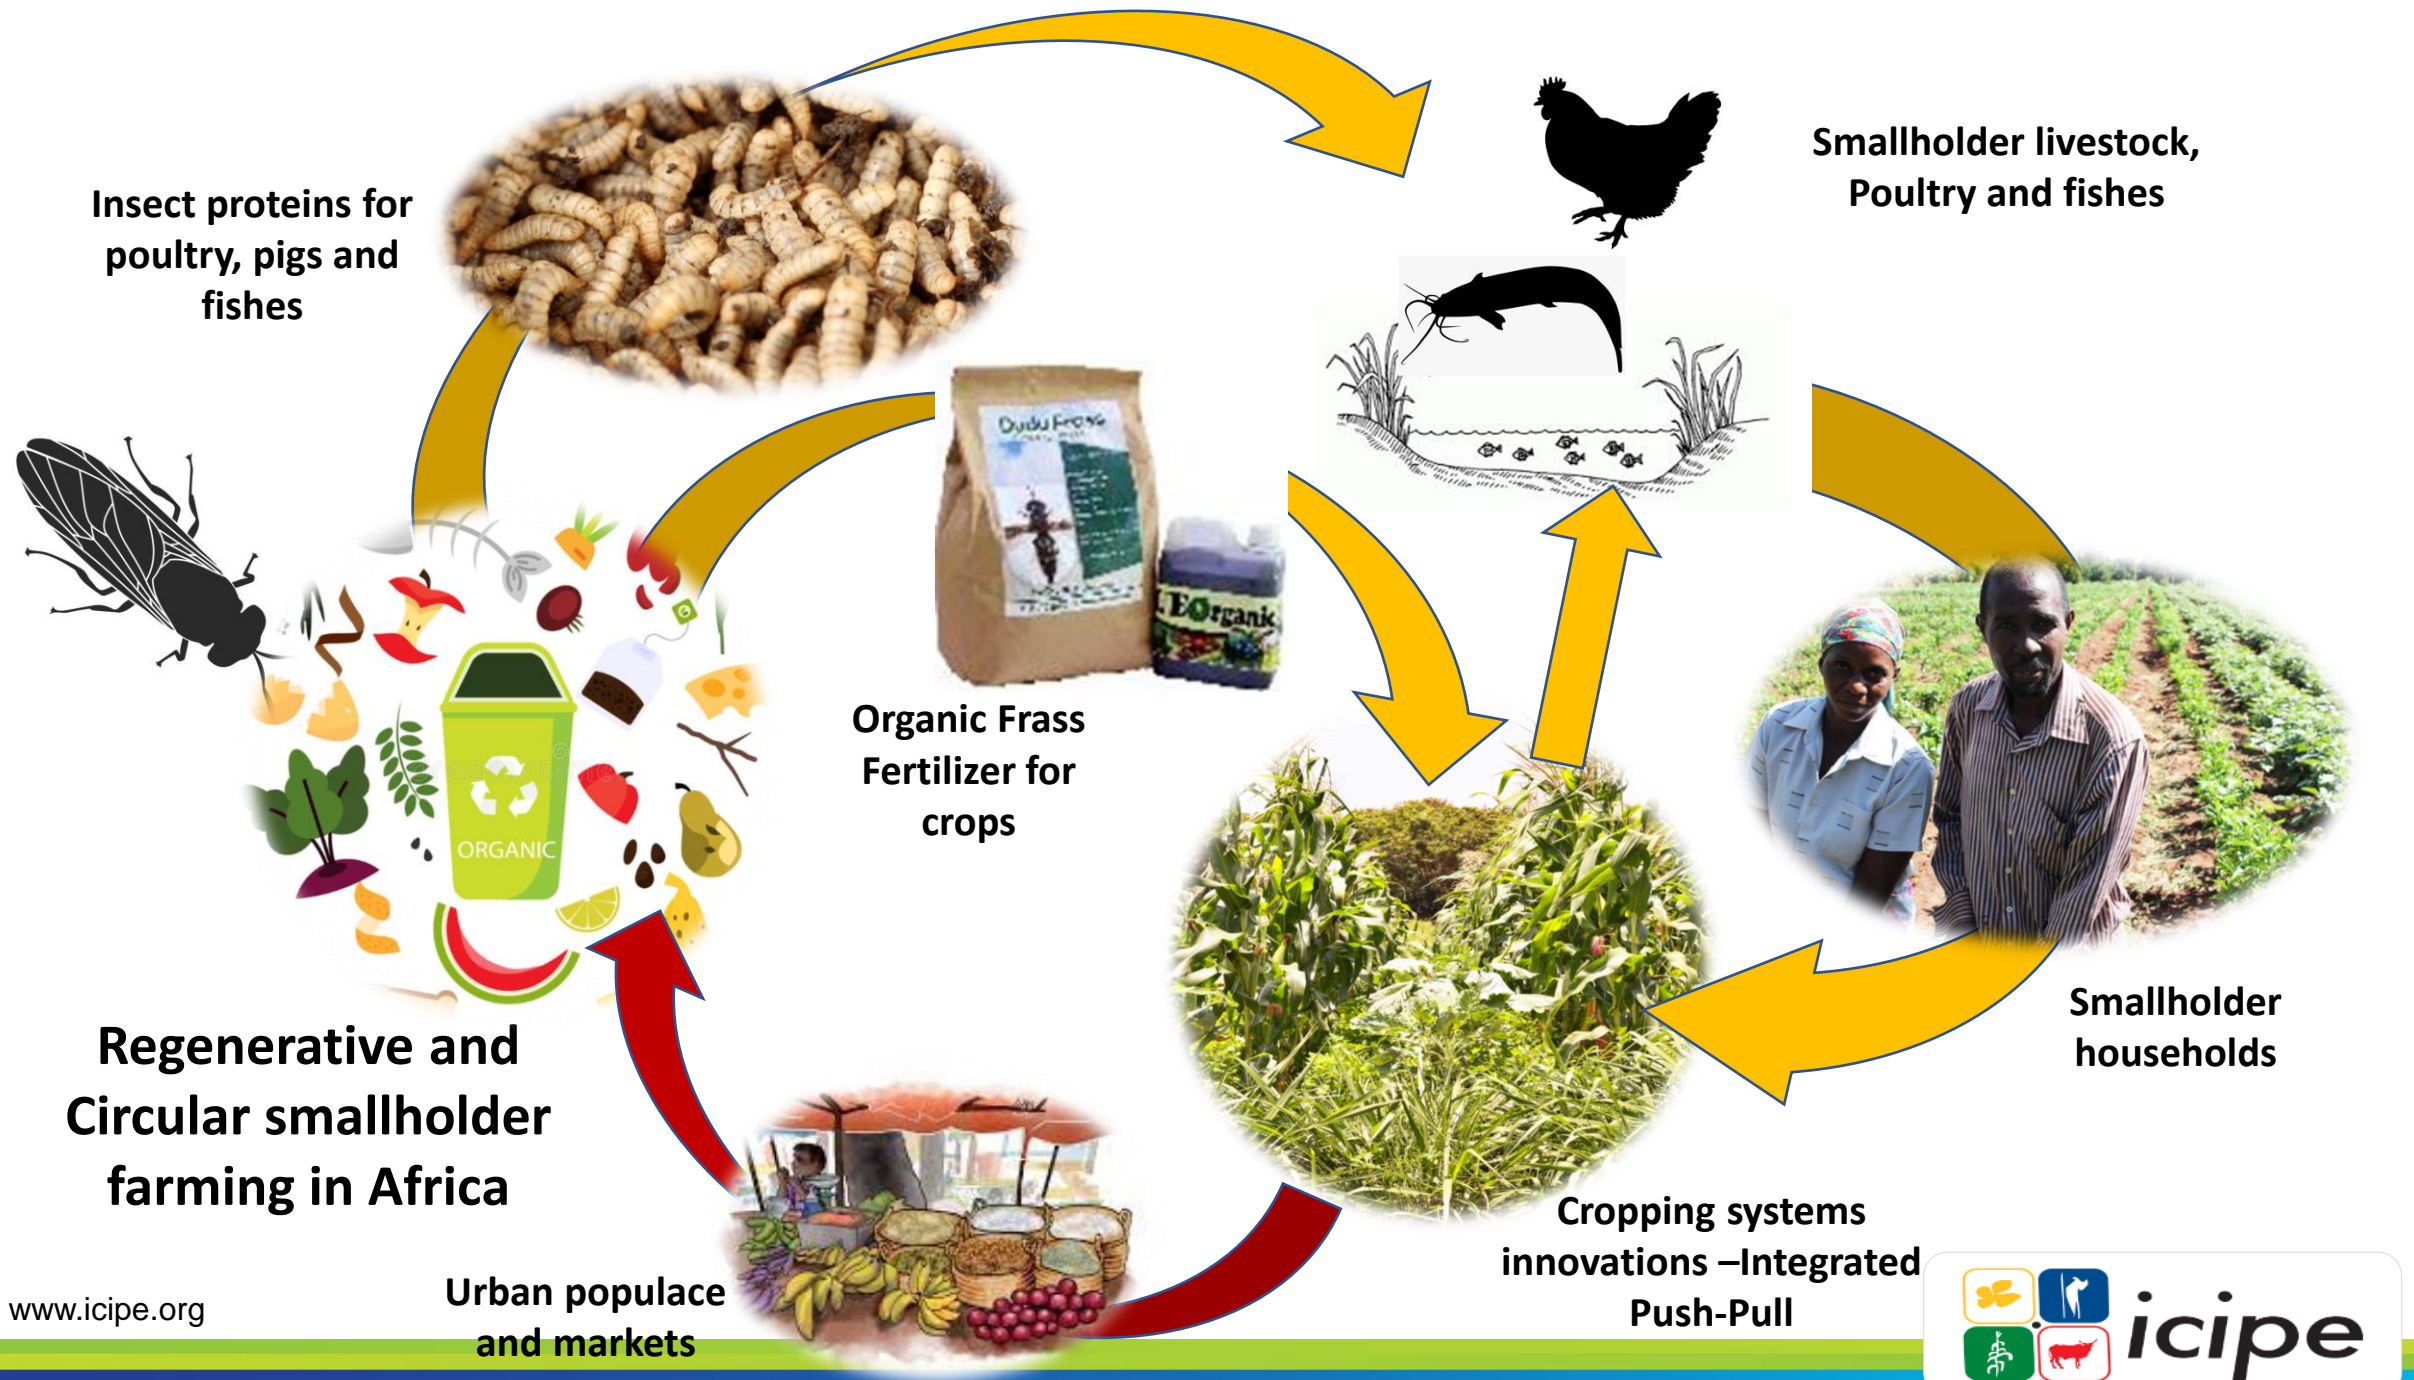 Insect proteins for
poultry, pigs and
fishes
Smallholder livestock,
Poultry and fishes
Dudu Frass
EOrganic
Organic Frass
Fertilizer for
crops
ORGANIC
Smallholder
households
Regenerative and
Circular smallholder
farming in Africa
Cropping systems
innovations –Integrated
Push-Pull
Urban populace
and markets
www.icipe.org
icipe